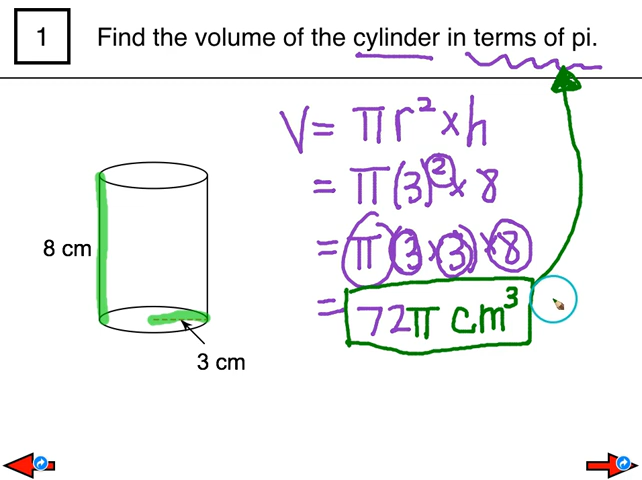 1 Find the volume of the cylinder in terms of pi.
V = πr² × h
= π(3)² × 8
8 cm
= π(3 × 3) × 8
= 72π cm³
3 cm